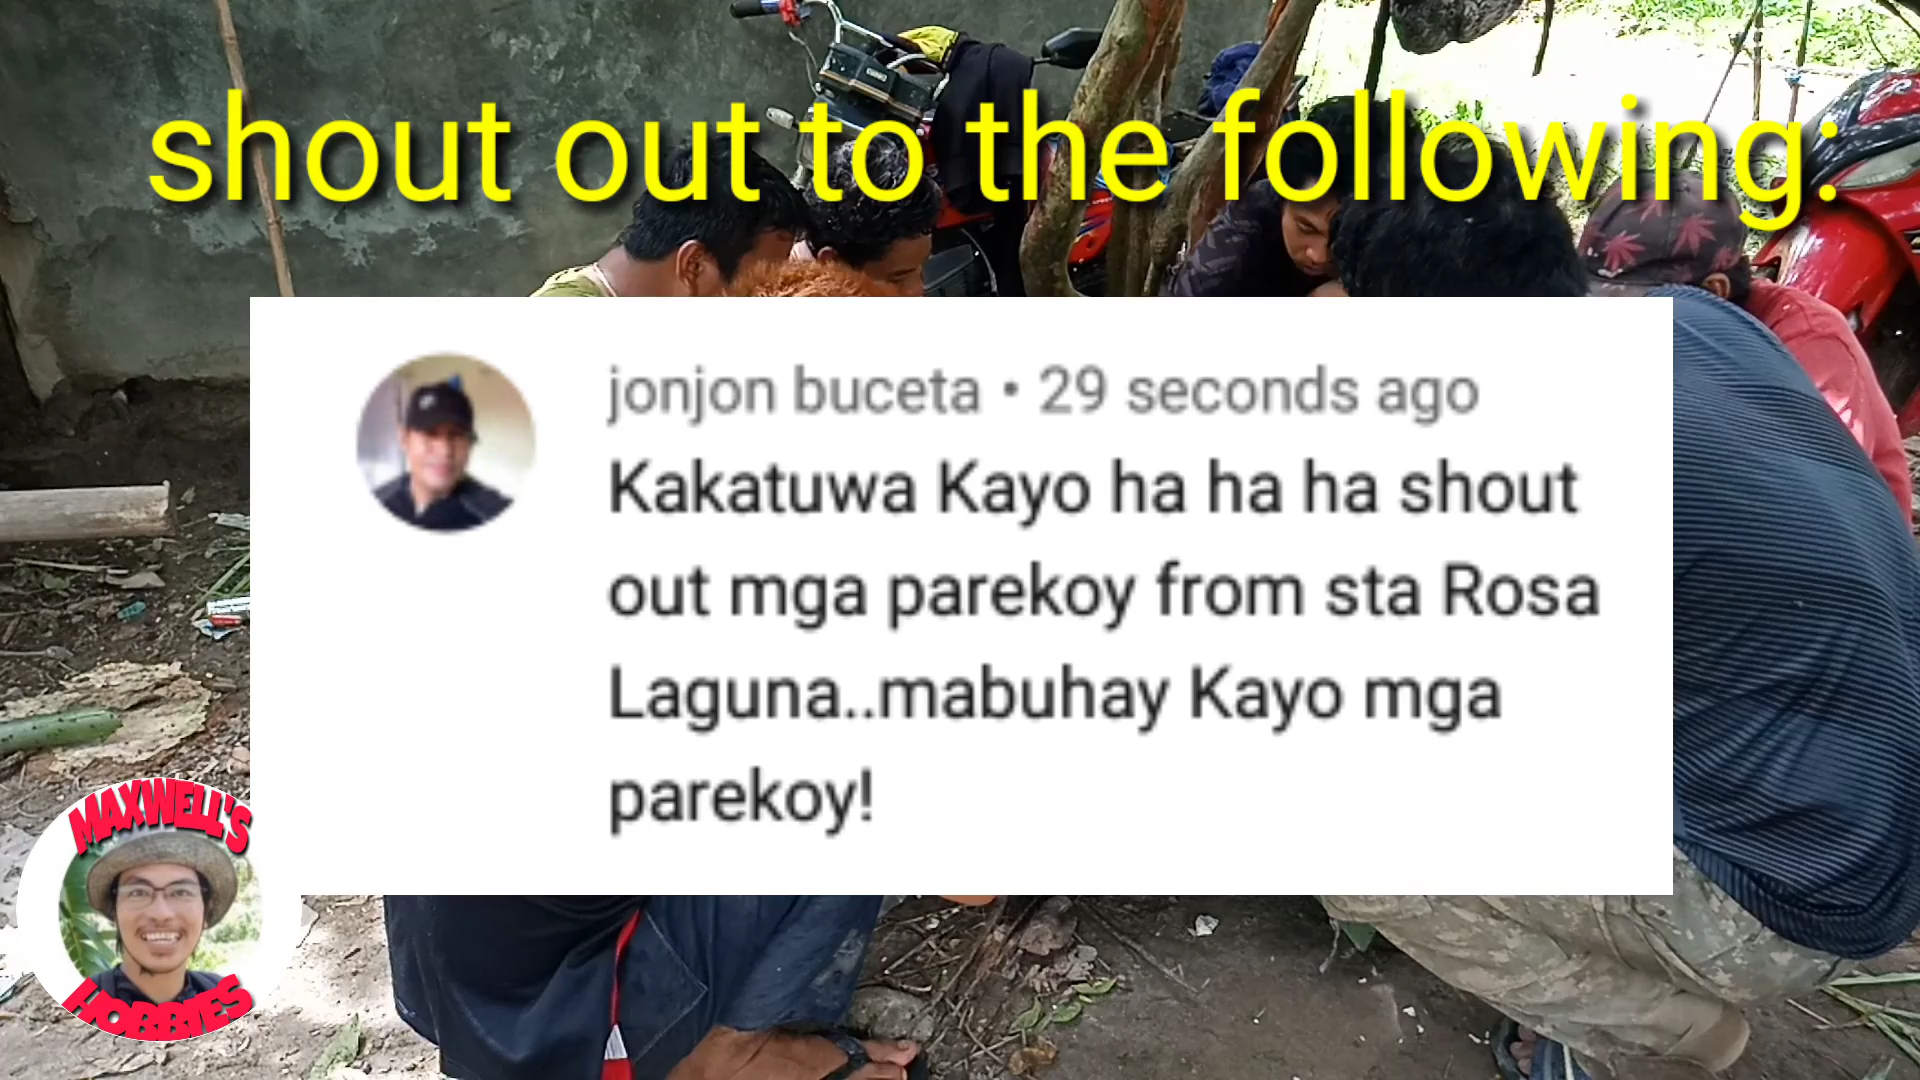 shout out to the following:
jonjon buceta • 29 seconds ago
Kakatuwa Kayo ha ha ha shout
out mga parekoy from sta Rosa
Laguna..mabuhay Kayo mga
parekoy!
MAXWELL'S
HOBBIES